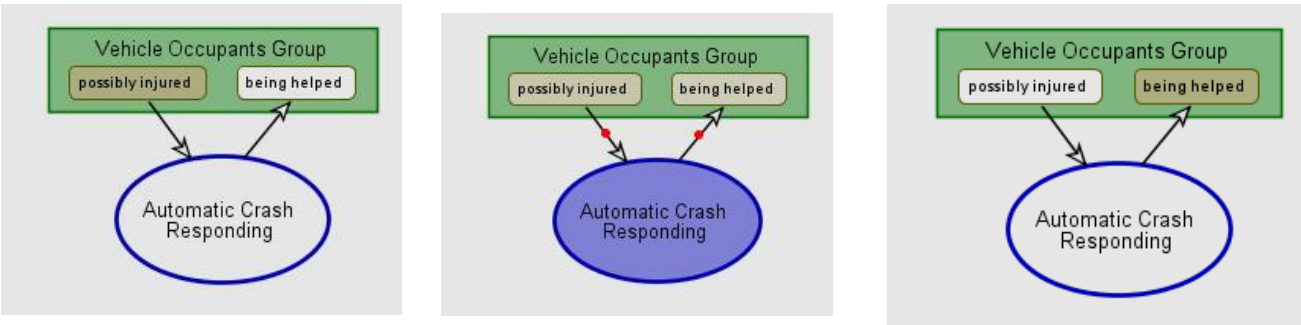 Vehicle Occupants Group
possibly injured
being helped
Automatic Crash
Responding
Vehicle Occupants Group
possibly injured
being helped
Automatic Crash
Responding
Vehicle Occupants Group
possibly injured
being helped
Automatic Crash
Responding